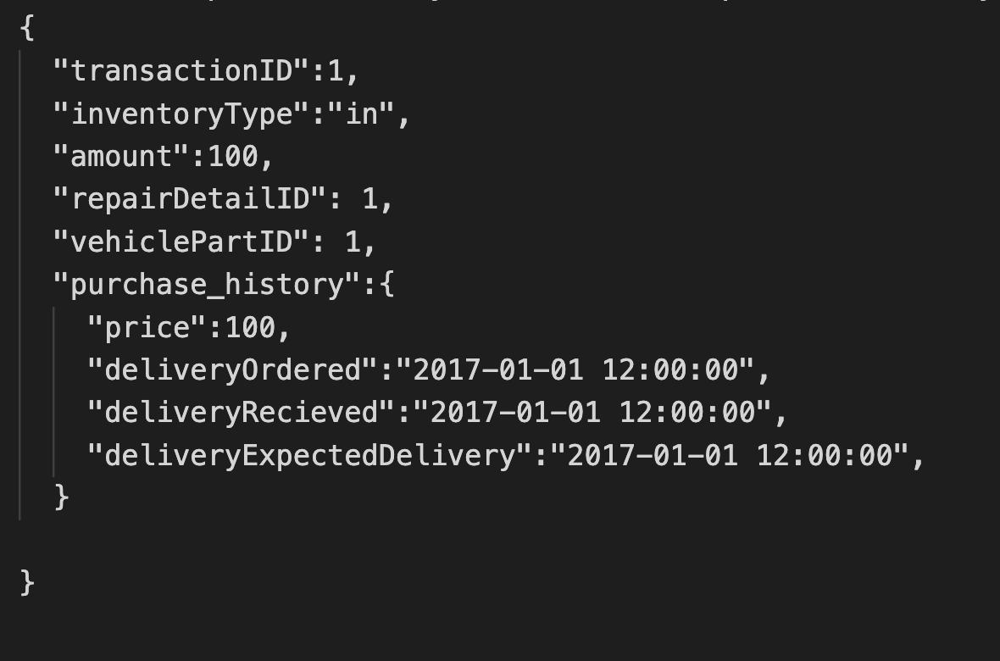 {
"transactionID":1,
"inventoryType":"in",
"amount":100,
"repairDetailID": 1,
"vehiclePartID": 1,
"purchase_history":{
"price":100,
"deliveryOrdered":"2017-01-01 12:00:00",
"deliveryRecieved":"2017-01-01 12:00:00",
"deliveryExpectedDelivery":"2017-01-01 12:00:00",
}
}